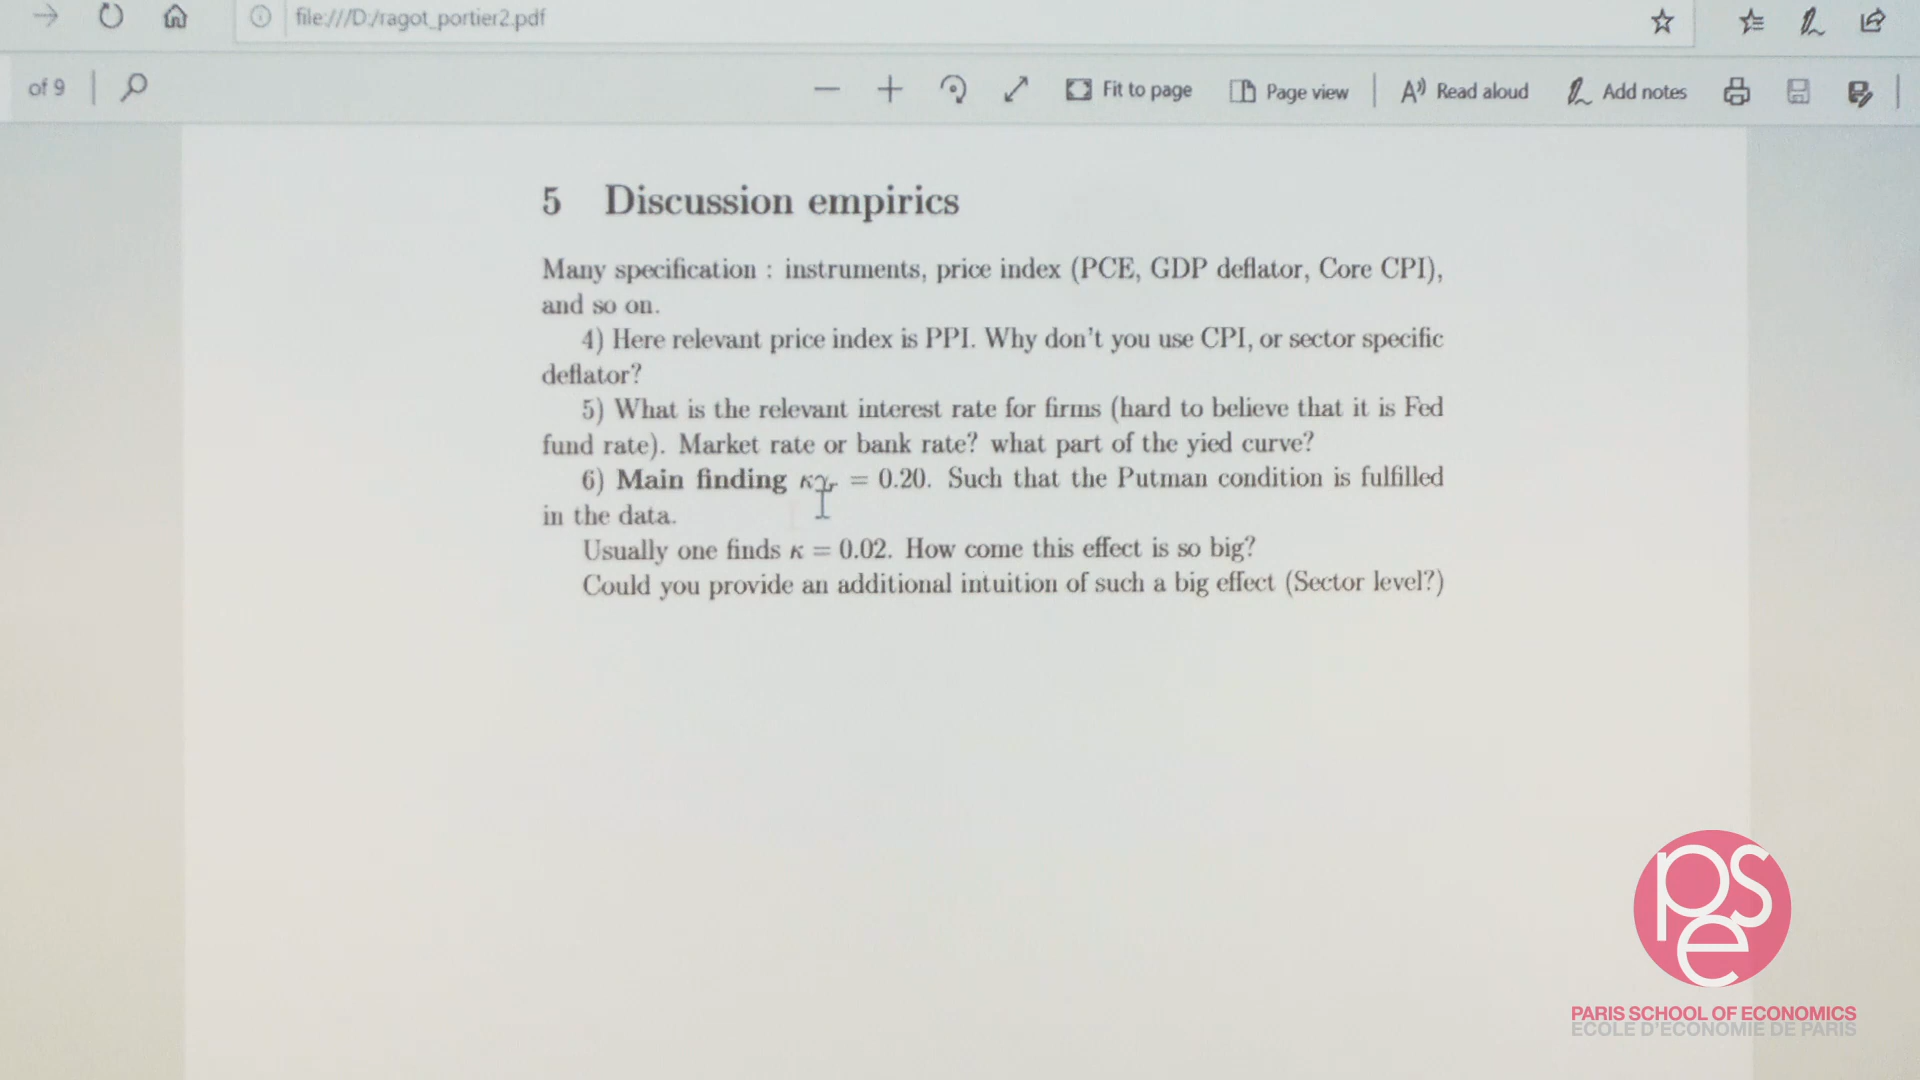 file:///D:/ragot_portier2.pdf
of 9
Fit to page
Page view
Read aloud
Add notes
5 Discussion empirics
Many specification : instruments, price index (PCE, GDP deflator, Core CPI),
and so on.
4) Here relevant price index is PPI. Why don't you use CPI, or sector specific
deflator?
5) What is the relevant interest rate for firms (hard to believe that it is Fed
fund rate). Market rate or bank rate? what part of the yied curve?
6) Main finding κγr = 0.20. Such that the Putman condition is fulfilled
in the data.
Usually one finds κ = 0.02. How come this effect is so big?
Could you provide an additional intuition of such a big effect (Sector level?)
pse
PARIS SCHOOL OF ECONOMICS
ECOLE D'ECONOMIE DE PARIS